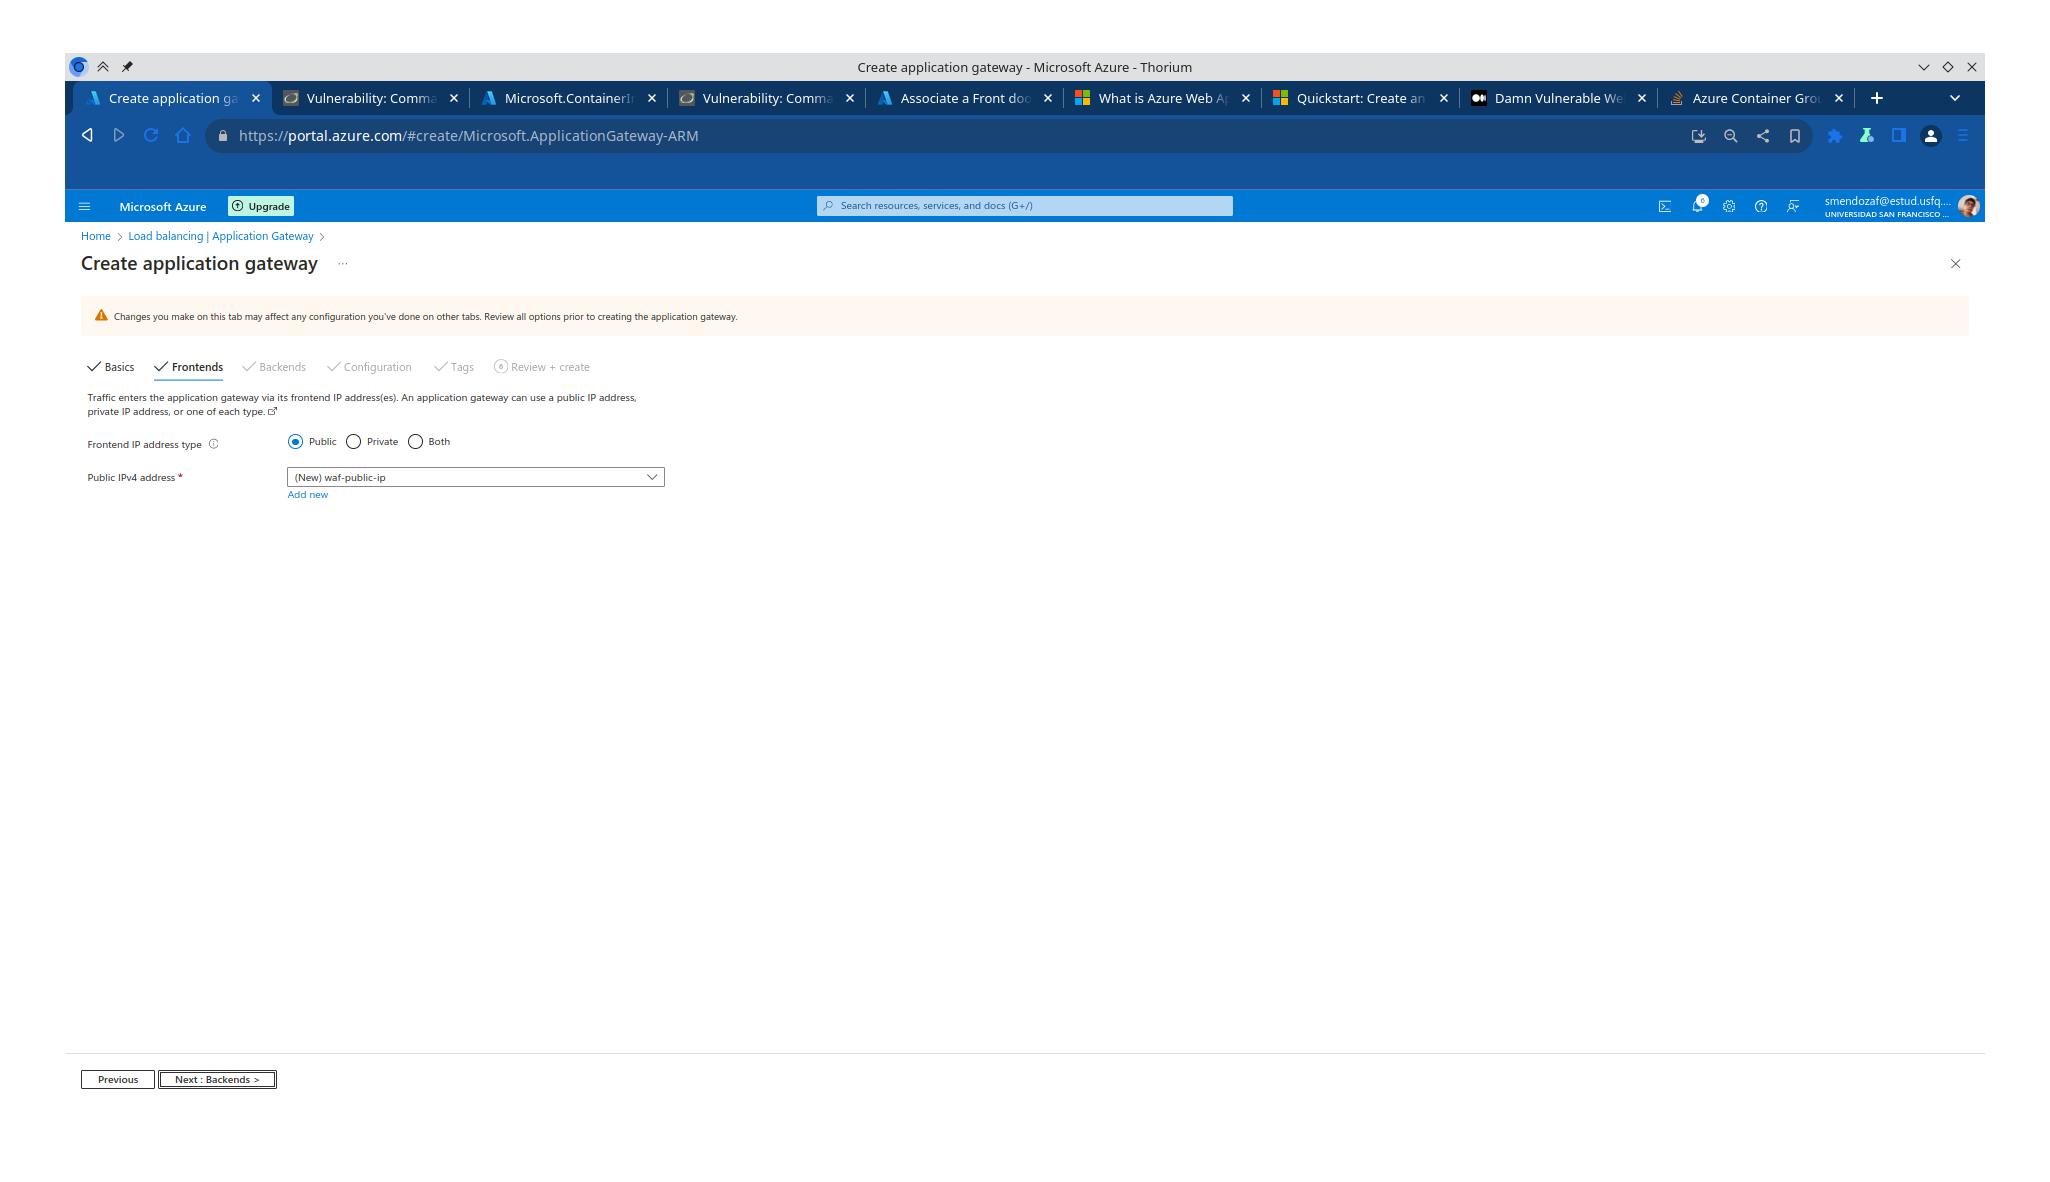 Create application gateway - Microsoft Azure - Thorium
Create application ga
Vulnerability: Comma
Microsoft.ContainerI
Vulnerability: Comma
Associate a Front doo
What is Azure Web Ap
Quickstart: Create an
Damn Vulnerable We
Azure Container Grou
https://portal.azure.com/#create/Microsoft.ApplicationGateway-ARM
Microsoft Azure
Upgrade
Search resources, services, and docs (G+/)
6
smendozaf@estud.usfq....
UNIVERSIDAD SAN FRANCISCO ...
Home > Load balancing | Application Gateway >
Create application gateway ...
Changes you make on this tab may affect any configuration you've done on other tabs. Review all options prior to creating the application gateway.
Basics
Frontends
Backends
Configuration
Tags
6 Review + create
Traffic enters the application gateway via its frontend IP address(es). An application gateway can use a public IP address,
private IP address, or one of each type.
Frontend IP address type
Public
Private
Both
Public IPv4 address *
(New) waf-public-ip
Add new
Previous
Next : Backends >